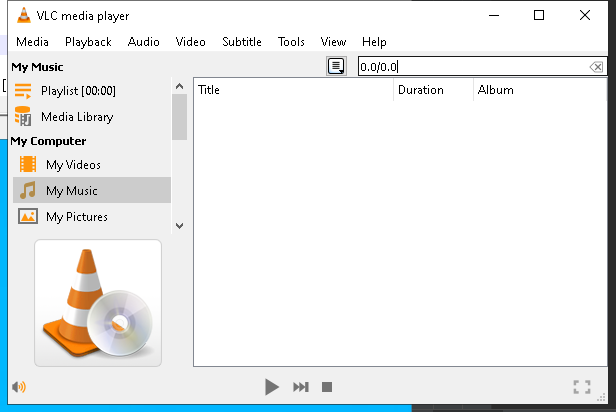 VLC media player
Media Playback Audio Video Subtitle Tools View Help
My Music
0.0/0.0
Playlist [00:00]
Media Library
My Computer
My Videos
My Music
My Pictures
Title Duration Album